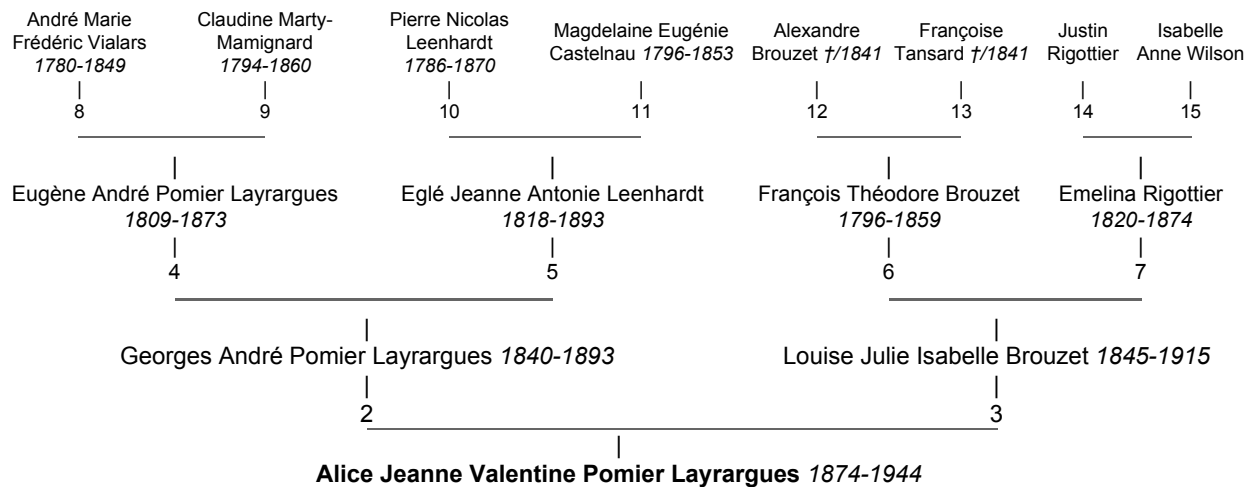 André Marie
Frédéric Vialars
1780-1849
Claudine Marty-
Mamignard
1794-1860
Pierre Nicolas
Leenhardt
1786-1870
Magdelaine Eugénie
Castelnau 1796-1853
Alexandre
Brouzet †/1841
Françoise
Tansard †/1841
Justin
Rigottier
Isabelle
Anne Wilson
8
9
10
11
12
13
14
15
Eugène André Pomier Layrargues
1809-1873
Eglé Jeanne Antonie Leenhardt
1818-1893
François Théodore Brouzet
1796-1859
Emelina Rigottier
1820-1874
4
5
6
7
Georges André Pomier Layrargues 1840-1893
Louise Julie Isabelle Brouzet 1845-1915
2
3
Alice Jeanne Valentine Pomier Layrargues 1874-1944